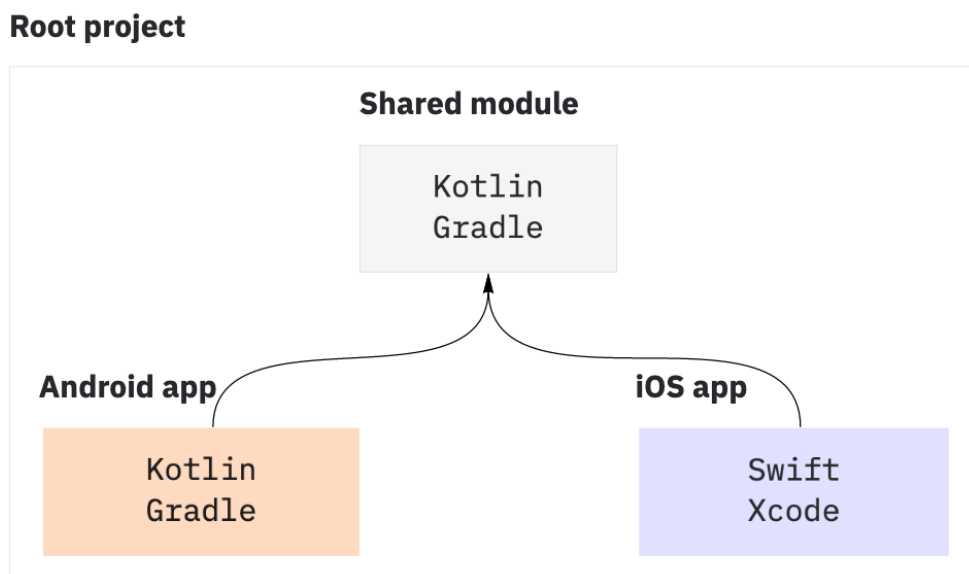 Root project
Shared module
Kotlin
Gradle
Android app
Kotlin
Gradle
iOS app
Swift
Xcode